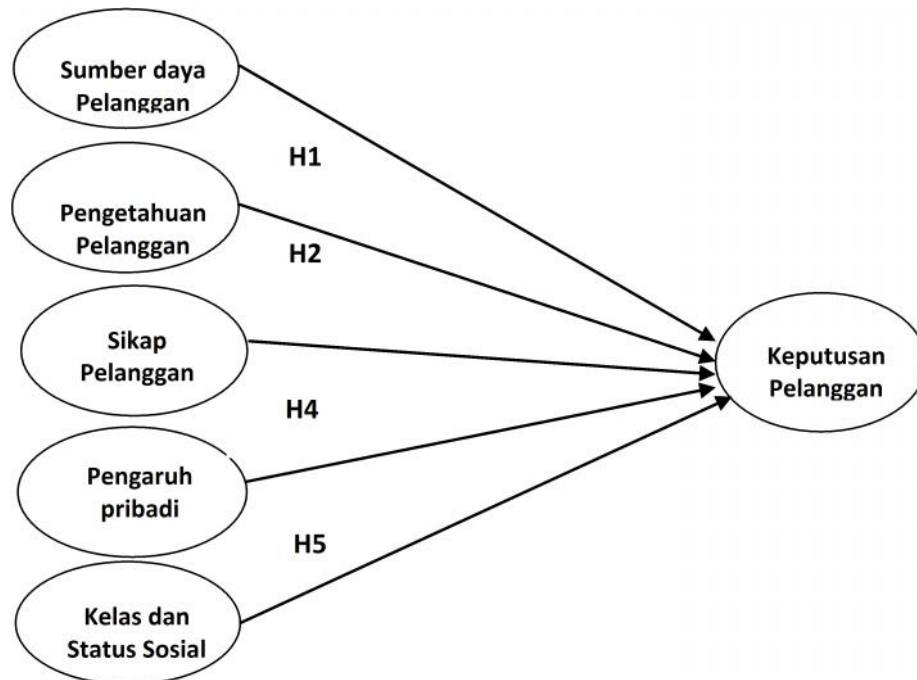 Sumber daya
Pelanggan
H1
Pengetahuan
Pelanggan
H2
Sikap
Pelanggan
Keputusan
Pelanggan
H4
Pengaruh
pribadi
H5
Kelas dan
Status Sosial